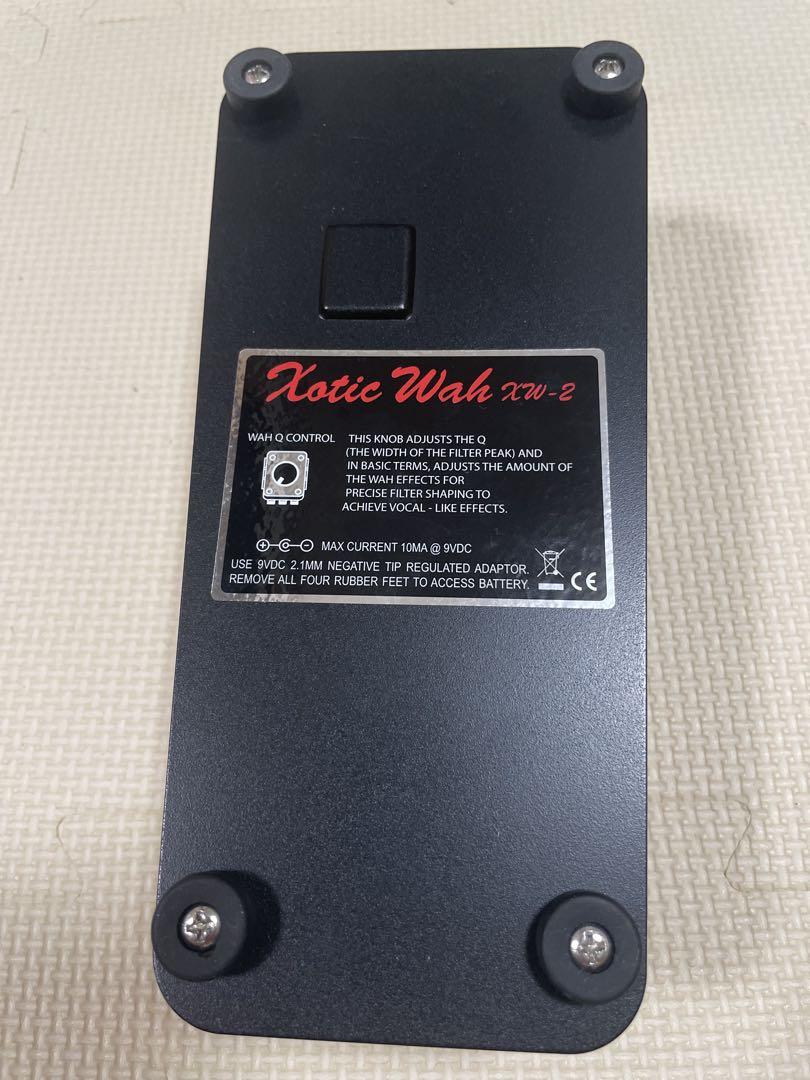 Xotic Wah XW-2
WAH Q CONTROL
THIS KNOB ADJUSTS THE Q
(THE WIDTH OF THE FILTER PEAK) AND
IN BASIC TERMS, ADJUSTS THE AMOUNT OF
THE WAH EFFECTS FOR
PRECISE FILTER SHAPING TO
ACHIEVE VOCAL - LIKE EFFECTS.
MAX CURRENT 10MA @ 9VDC
USE 9VDC 2.1MM NEGATIVE TIP REGULATED ADAPTOR.
REMOVE ALL FOUR RUBBER FEET TO ACCESS BATTERY.
CE